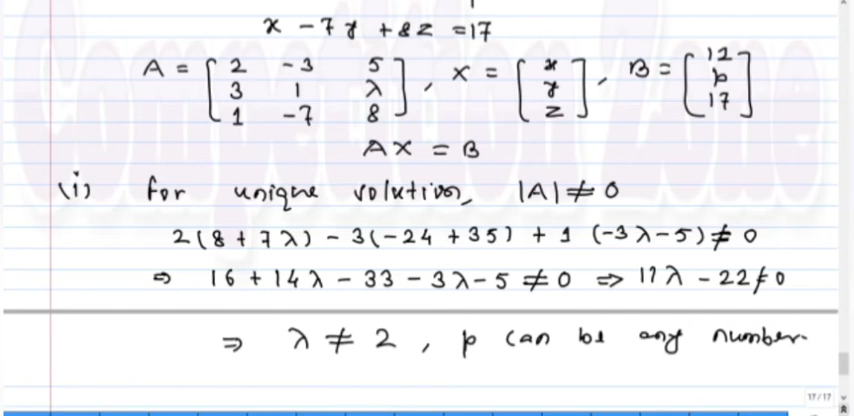 x - 7y + 8z = 17
A = [2 -3 5; 3 1 λ; 1 -7 8], X = [x; y; z], B = [12; p; 17]
AX = B
(i) for unique solution, |A| ≠ 0
2(8 + 7λ) - 3(-24 + 35) + 1 (-3λ - 5) ≠ 0
⇒ 16 + 14λ - 33 - 3λ - 5 ≠ 0 ⇒ 11λ - 22 ≠ 0
⇒ λ ≠ 2, p can be any number.
17/17